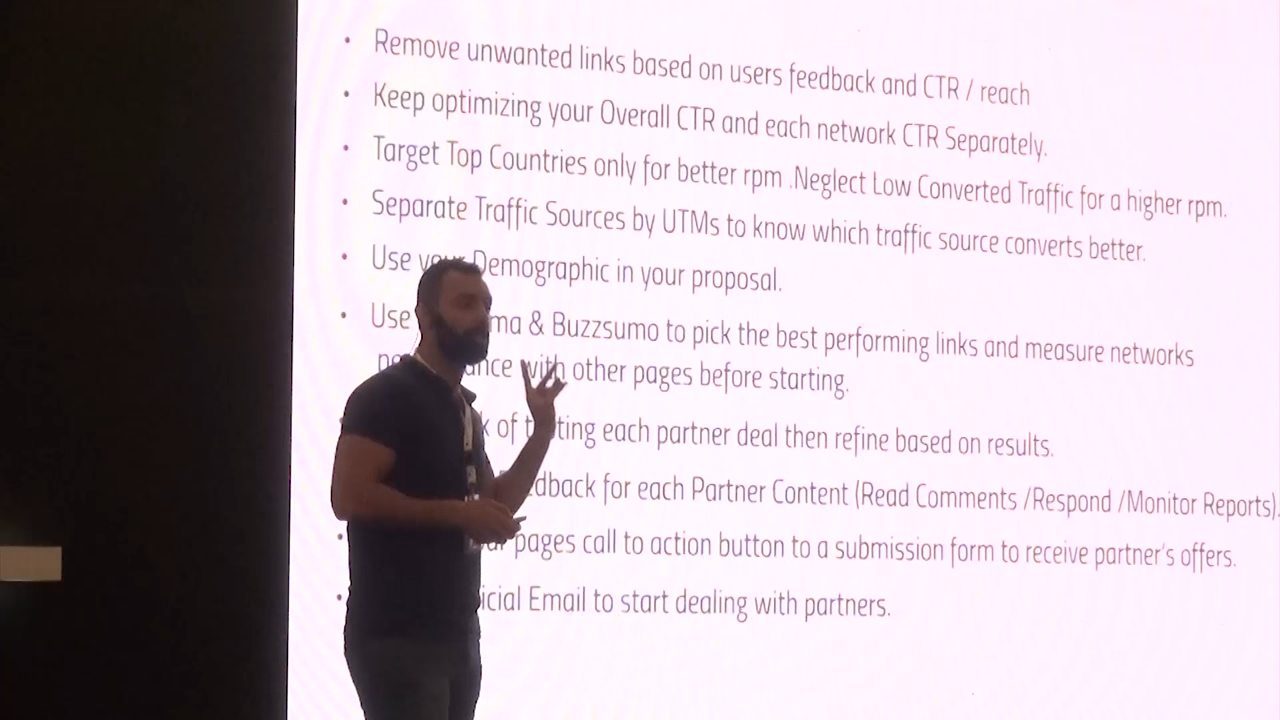 • Remove unwanted links based on users feedback and CTR / reach
• Keep optimizing your Overall CTR and each network CTR Separately.
• Target Top Countries only for better rpm .Neglect Low Converted Traffic for a higher rpm.
• Separate Traffic Sources by UTMs to know which traffic source converts better.
• Use your Demographic in your proposal.
• Use & Buzzsumo to pick the best performing links and measure networks
with other pages before starting.
of testing each partner deal then refine based on results.
for each Partner Content (Read Comments /Respond /Monitor Reports).
• pages call to action button to a submission form to receive partner's offers.
• Email to start dealing with partners.